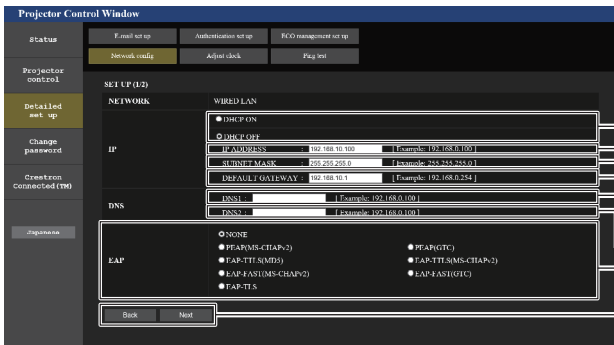 Projector Control Window
Status
Projector
control
Detailed
set up
Change
password
Crestron
Connected(TM)
Japanese
E-mail set up
Authentication set up
ECO management set up
Network config
Adjust clock
Ping test
SET UP (1/2)
NETWORK
WIRED LAN
IP
DHCP ON
DHCP OFF
IP ADDRESS : 192.168.10.100 [ Example: 192.168.0.100 ]
SUBNET MASK : 255.255.255.0 [ Example: 255.255.255.0 ]
DEFAULT GATEWAY : 192.168.10.1 [ Example: 192.168.0.254 ]
DNS
DNS1 : [ Example: 192.168.0.100 ]
DNS2 : [ Example: 192.168.0.100 ]
EAP
NONE
PEAP(MS-CHAPv2) PEAP(GTC)
EAP-TTLS(MD5) EAP-TTLS(MS-CHAPv2)
EAP-FAST(MS-CHAPv2) EAP-FAST(GTC)
EAP-TLS
Back
Next